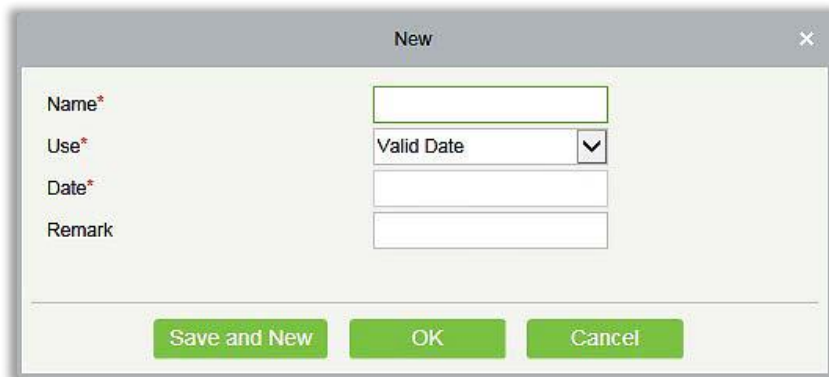 New ×
Name*
Use* Valid Date
Date*
Remark
Save and New OK Cancel